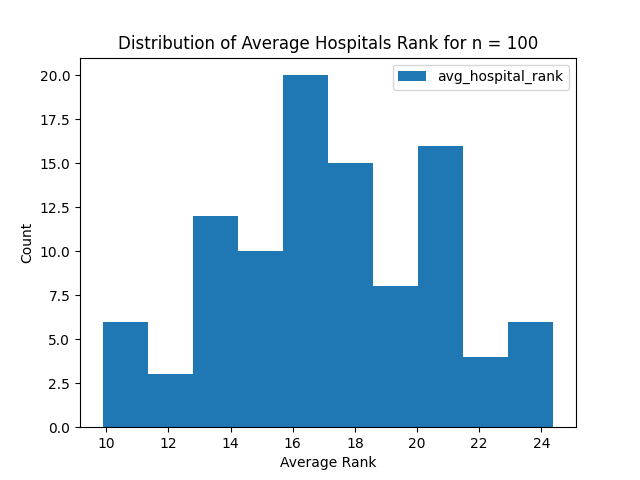 Distribution of Average Hospitals Rank for n = 100
avg_hospital_rank
20.0
17.5
15.0
12.5
10.0
7.5
5.0
2.5
0.0
Count
10 12 14 16 18 20 22 24
Average Rank